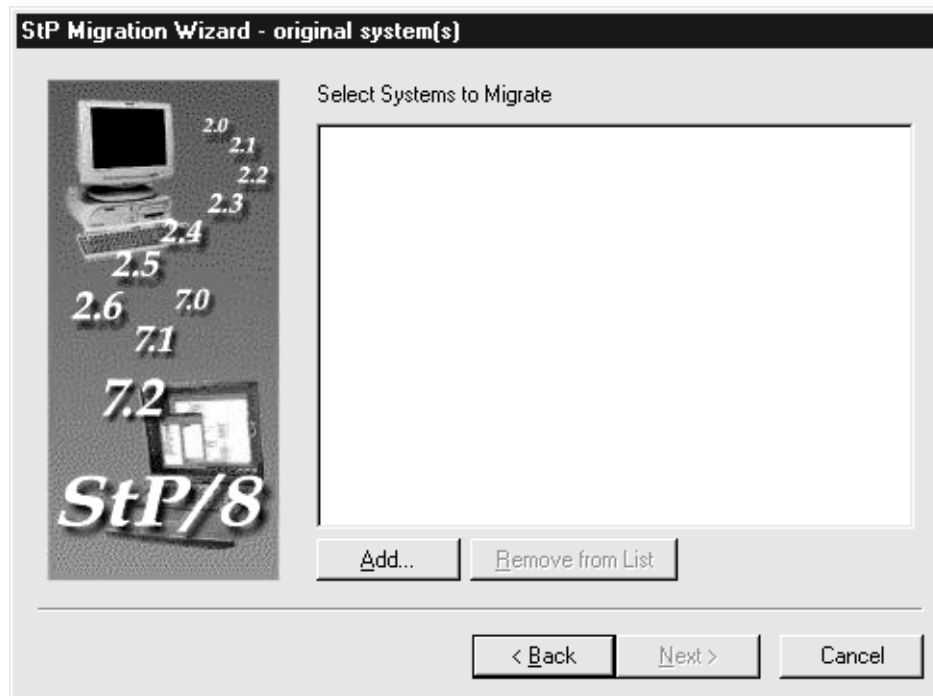 StP Migration Wizard - original system(s)
Select Systems to Migrate
2.0
2.1
2.2
2.3
2.4
2.5
2.6
7.0
7.1
7.2
StP/8
Add...
Remove from List
< Back
Next >
Cancel